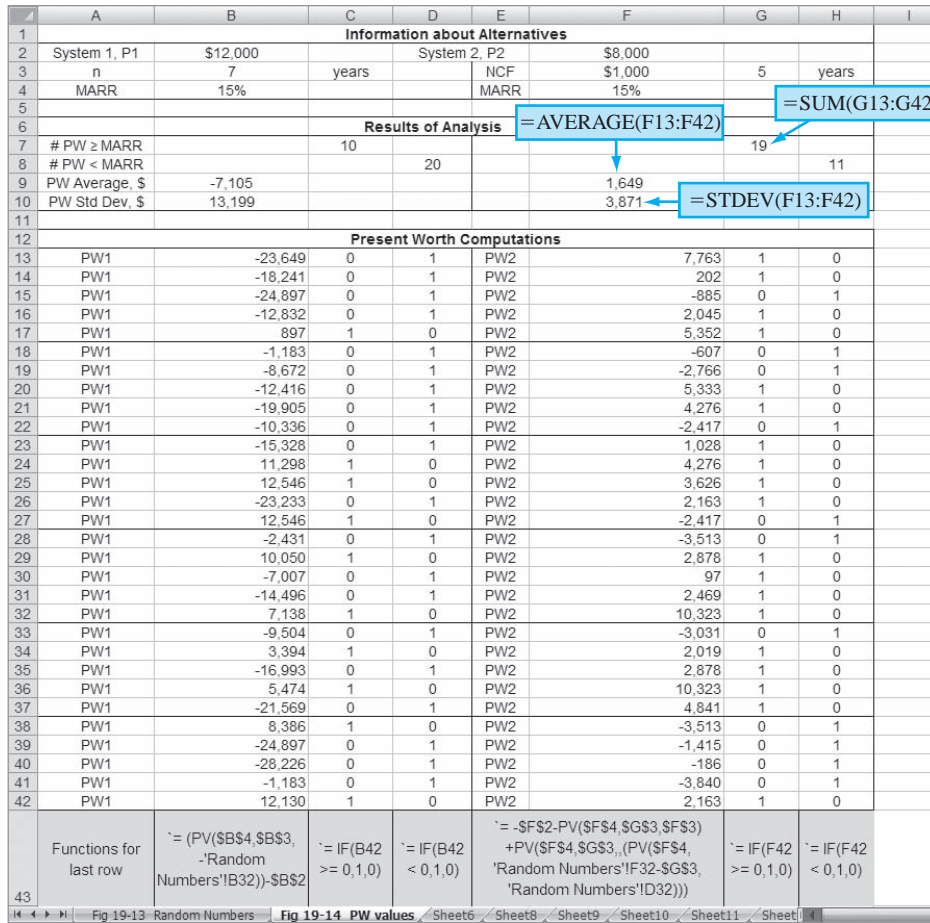 A B C D E F G H I
1 Information about Alternatives
2 System 1, P1 $12,000 System 2, P2 $8,000
3 n 7 years NCF $1,000 5 years
4 MARR 15% MARR 15%
5 =SUM(G13:G42
6 Results of Analysis =AVERAGE(F13:F42)
7 # PW ≥ MARR 10 19
8 # PW < MARR 20 11
9 PW Average, $ -7,105 1,649
10 PW Std Dev, $ 13,199 3,871 =STDEV(F13:F42)
11
12 Present Worth Computations
13 PW1 -23,649 0 1 PW2 7,763 1 0
14 PW1 -18,241 0 1 PW2 202 1 0
15 PW1 -24,897 0 1 PW2 -885 0 1
16 PW1 -12,832 0 1 PW2 2,045 1 0
17 PW1 897 1 0 PW2 5,352 1 0
18 PW1 -1,183 0 1 PW2 -607 0 1
19 PW1 -8,672 0 1 PW2 -2,766 0 1
20 PW1 -12,416 0 1 PW2 5,333 1 0
21 PW1 -19,905 0 1 PW2 4,276 1 0
22 PW1 -10,336 0 1 PW2 -2,417 0 1
23 PW1 -15,328 0 1 PW2 1,028 1 0
24 PW1 11,298 1 0 PW2 4,276 1 0
25 PW1 12,546 1 0 PW2 3,626 1 0
26 PW1 -23,233 0 1 PW2 2,163 1 0
27 PW1 12,546 1 0 PW2 -2,417 0 1
28 PW1 -2,431 0 1 PW2 -3,513 0 1
29 PW1 10,050 1 0 PW2 2,878 1 0
30 PW1 -7,007 0 1 PW2 97 1 0
31 PW1 -14,496 0 1 PW2 2,469 1 0
32 PW1 7,138 1 0 PW2 10,323 1 0
33 PW1 -9,504 0 1 PW2 -3,031 0 1
34 PW1 3,394 1 0 PW2 2,019 1 0
35 PW1 -16,993 0 1 PW2 2,878 1 0
36 PW1 5,474 1 0 PW2 10,323 1 0
37 PW1 -21,569 0 1 PW2 4,841 1 0
38 PW1 8,386 1 0 PW2 -3,513 0 1
39 PW1 -24,897 0 1 PW2 -1,415 0 1
40 PW1 -28,226 0 1 PW2 -186 0 1
41 PW1 -1,183 0 1 PW2 -3,840 0 1
42 PW1 12,130 1 0 PW2 2,163 1 0
43
Functions for
last row
`= (PV($B$4,$B$3,
-'Random
Numbers'!B32))-$B$2
`= IF(B42
>= 0,1,0)
`= IF(B42
< 0,1,0)
`= -$F$2-PV($F$4,$G$3,$F$3)
+PV($F$4,$G$3,,(PV($F$4,
'Random Numbers'!F32-$G$3,
'Random Numbers'!D32)))
`= IF(F42
>= 0,1,0)
`= IF(F42
< 0,1,0)
Fig 19-13 Random Numbers Fig 19-14 PW values Sheet6 Sheet8 Sheet9 Sheet10 Sheet11 Sheet